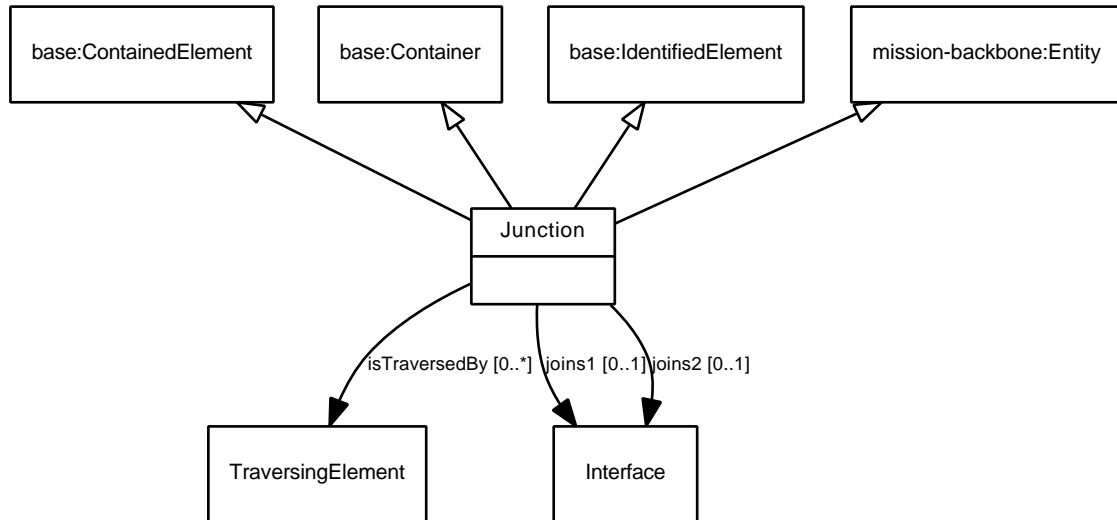 base:ContainedElement
base:Container
base:IdentifiedElement
mission-backbone:Entity
Junction
isTraversedBy [0..*]
joins1 [0..1]
joins2 [0..1]
TraversingElement
Interface